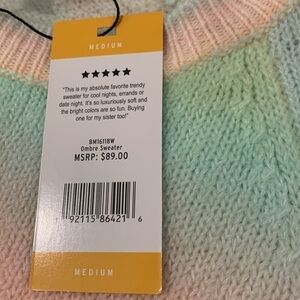 MEDIUM
★★★★★
"This is my absolute favorite trendy
sweater for cool nights, errands or
date night. It's so luxuriously soft and
the bright colors are so fun. Buying
one for my sister too!"
BM16118W
Ombre Sweater
MSRP: $89.00
1 92115 86421 6
MEDIUM